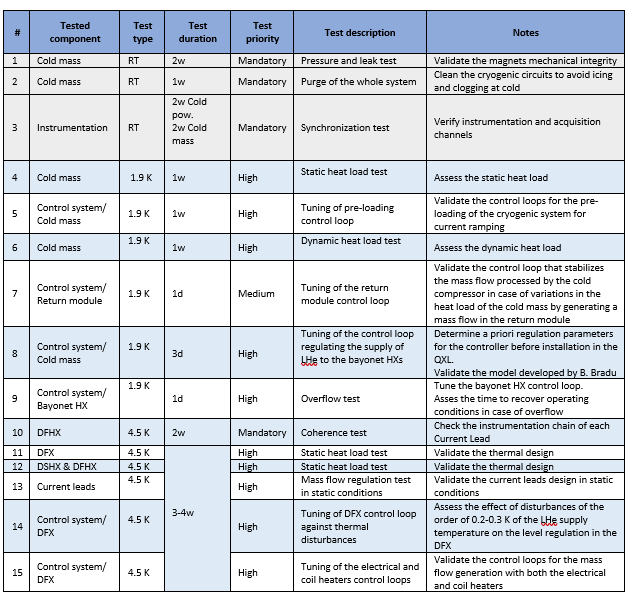 # Tested component Test type Test duration Test priority Test description Notes
1 Cold mass RT 2w Mandatory Pressure and leak test Validate the magnets mechanical integrity
2 Cold mass RT 1w Mandatory Purge of the whole system Clean the cryogenic circuits to avoid icing and clogging at cold
3 Instrumentation RT 2w Cold pow. 2w Cold mass Mandatory Synchronization test Verify instrumentation and acquisition channels
4 Cold mass 1.9 K 1w High Static heat load test Assess the static heat load
5 Control system/ Cold mass 1.9 K 1w High Tuning of pre-loading control loop Validate the control loops for the pre-loading of the cryogenic system for current ramping
6 Cold mass 1.9 K 1w High Dynamic heat load test Assess the dynamic heat load
7 Control system/ Return module 1.9 K 1d Medium Tuning of the return module control loop Validate the control loop that stabilizes the mass flow processed by the cold compressor in case of variations in the heat load of the cold mass by generating a mass flow in the return module
8 Control system/ Cold mass 1.9 K 3d High Tuning of the control loop regulating the supply of LHe to the bayonet HXs Determine a priori regulation parameters for the controller before installation in the QXL. Validate the model developed by B. Bradu
9 Control system/ Bayonet HX 1.9 K 1d High Overflow test Tune the bayonet HX control loop. Asses the time to recover operating conditions in case of overflow
10 DFHX 4.5 K 2w Mandatory Coherence test Check the instrumentation chain of each Current Lead
11 DFX 4.5 K High Static heat load test Validate the thermal design
12 DSHX & DFHX 4.5 K High Static heat load test Validate the thermal design
13 Current leads 4.5 K High Mass flow regulation test in static conditions Validate the current leads design in static conditions
14 Control system/ DFX 4.5 K 3-4w High Tuning of DFX control loop against thermal disturbances Assess the effect of disturbances of the order of 0.2-0.3 K of the LHe supply temperature on the level regulation in the DFX
15 Control system/ DFX 4.5 K High Tuning of the electrical and coil heaters control loops Validate the control loops for the mass flow generation with both the electrical and coil heaters